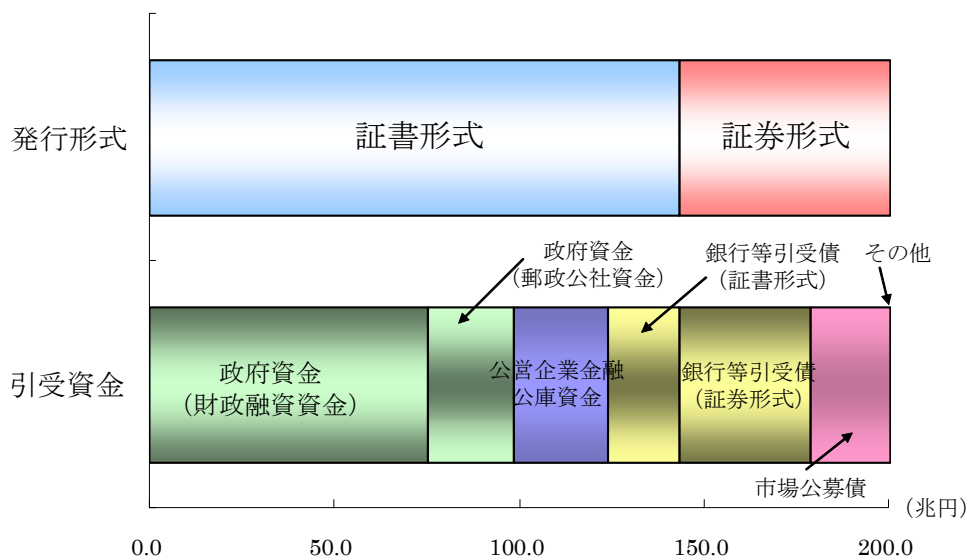 発行形式
証書形式
証券形式
政府資金
（郵政公社資金）
銀行等引受債
（証書形式）
その他
引受資金
政府資金
（財政融資資金）
公営企業金融
公庫資金
銀行等引受債
（証券形式）
市場公募債
（兆円）
0.0
50.0
100.0
150.0
200.0